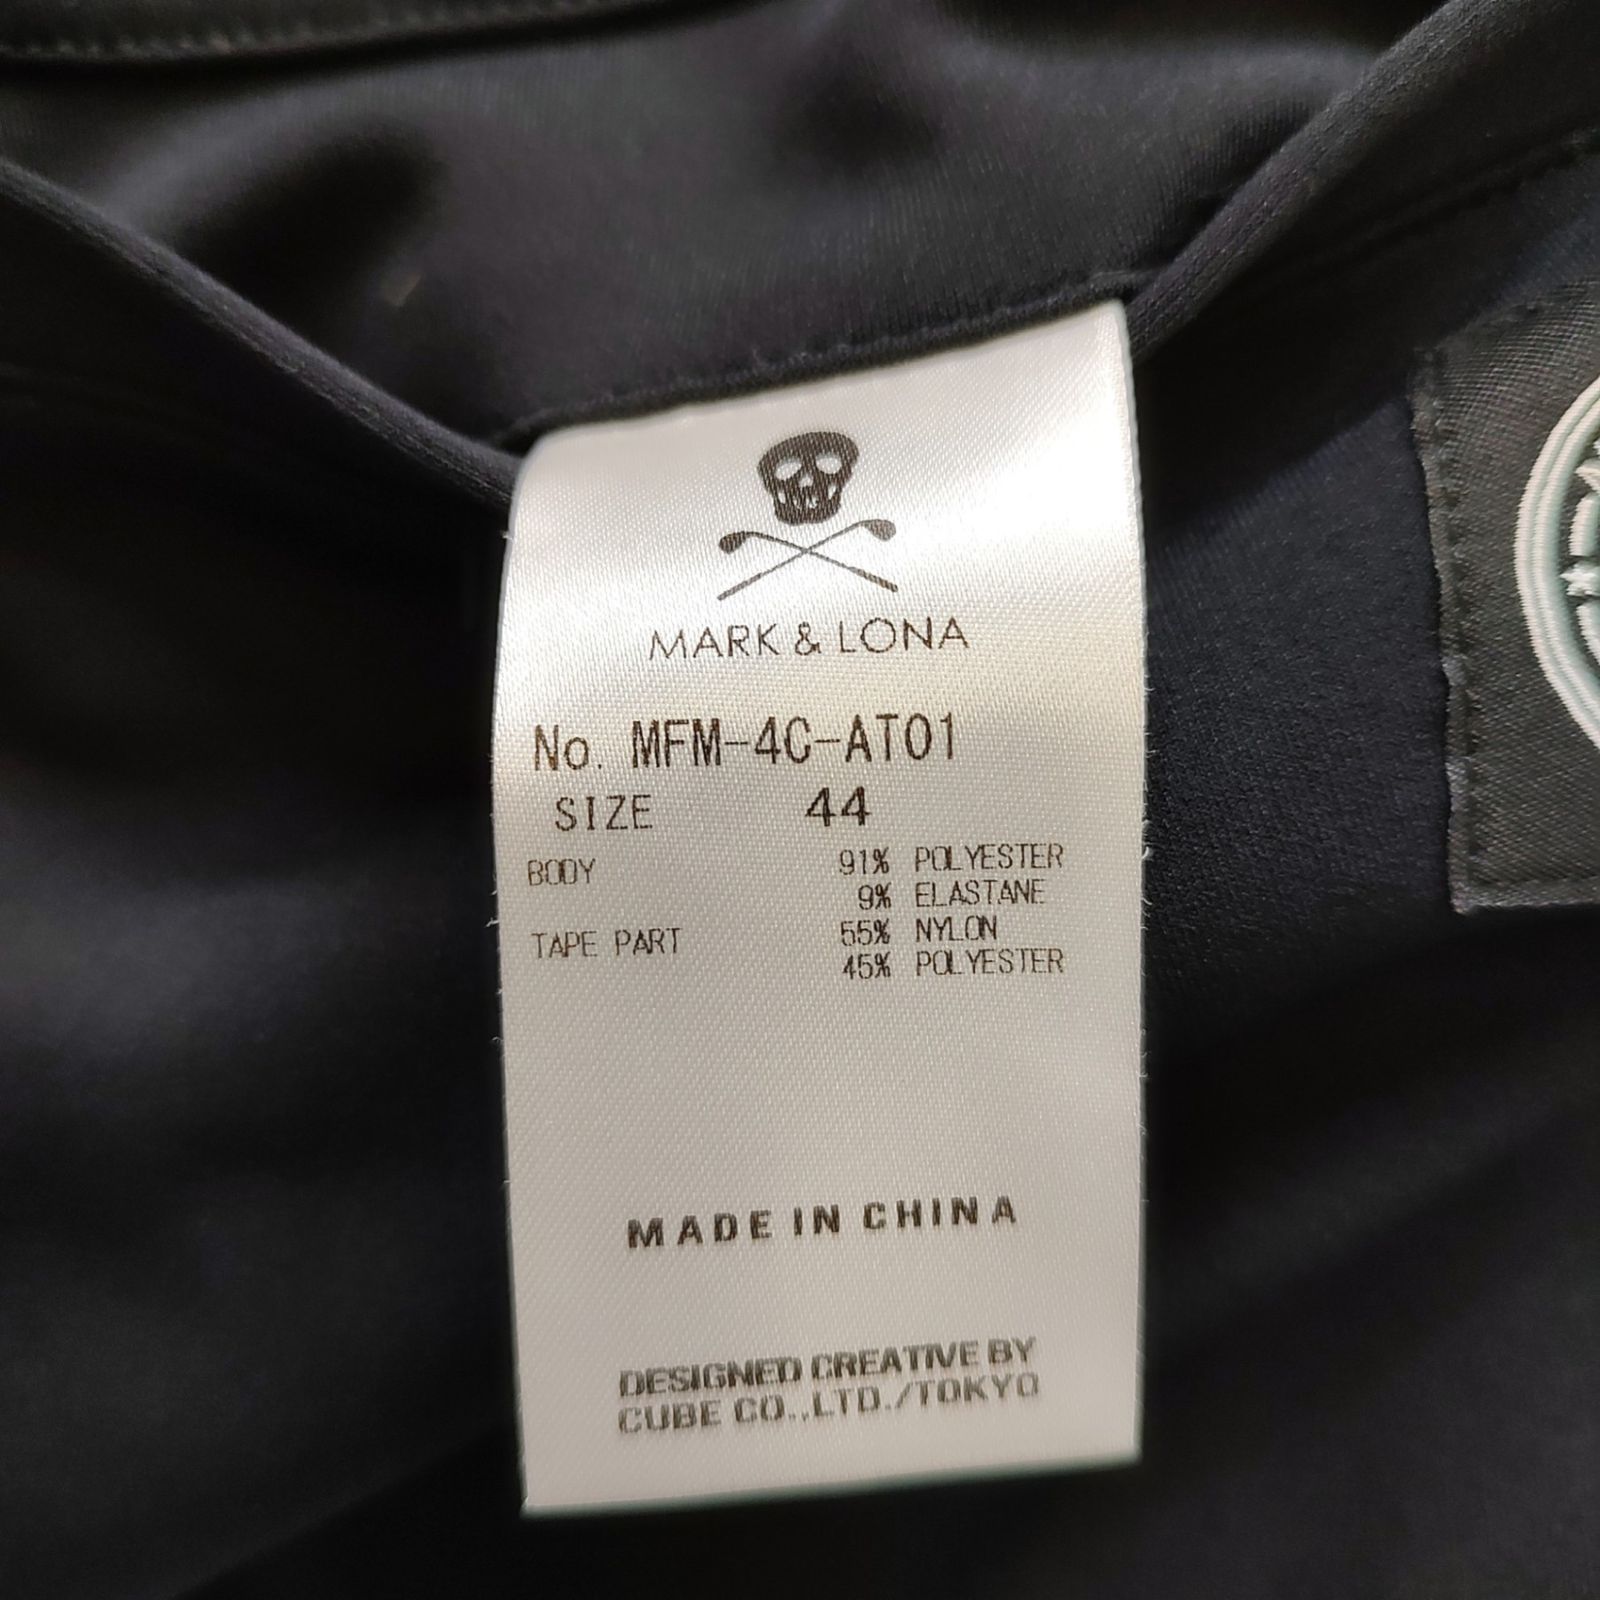 MARK & LONA
No. MFM-4C-AT01
SIZE 44
BODY 91% POLYESTER
9% ELASTANE
TAPE PART 55% NYLON
45% POLYESTER
MADE IN CHINA
DESIGNED CREATIVE BY
CUBE CO.,LTD./TOKYO